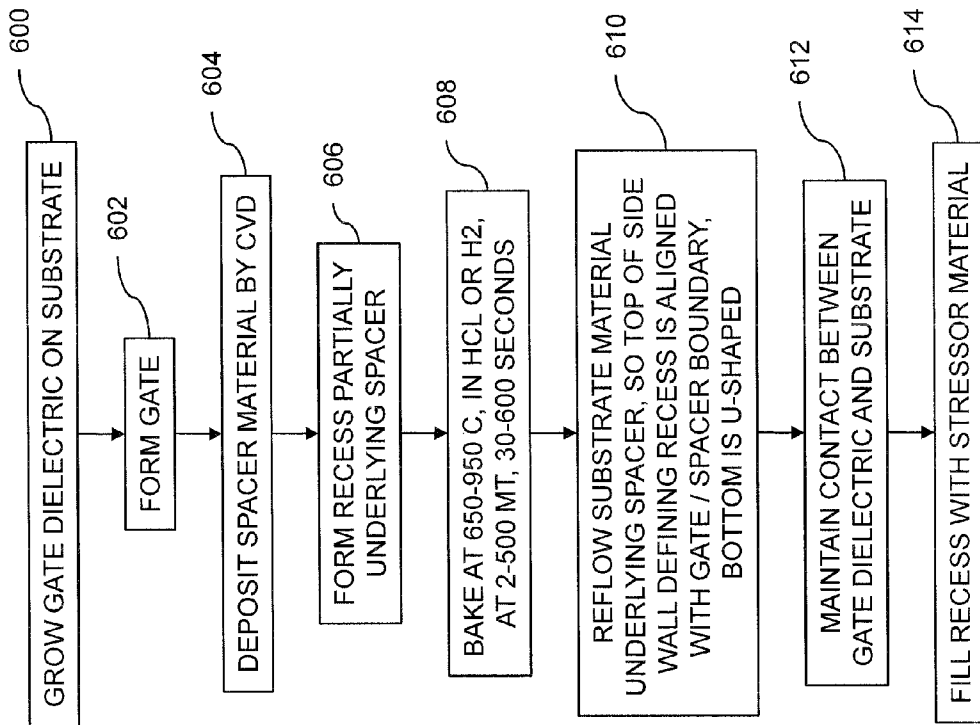 600
GROW GATE DIELECTRIC ON SUBSTRATE
602
FORM GATE
604
DEPOSIT SPACER MATERIAL BY CVD
606
FORM RECESS PARTIALLY
UNDERLYING SPACER
608
BAKE AT 650-950 C, IN HCL OR H2,
AT 2-500 MT, 30-600 SECONDS
610
REFLOW SUBSTRATE MATERIAL
UNDERLYING SPACER, SO TOP OF SIDE
WALL DEFINING RECESS IS ALIGNED
WITH GATE / SPACER BOUNDARY,
BOTTOM IS U-SHAPED
612
MAINTAIN CONTACT BETWEEN
GATE DIELECTRIC AND SUBSTRATE
614
FILL RECESS WITH STRESSOR MATERIAL